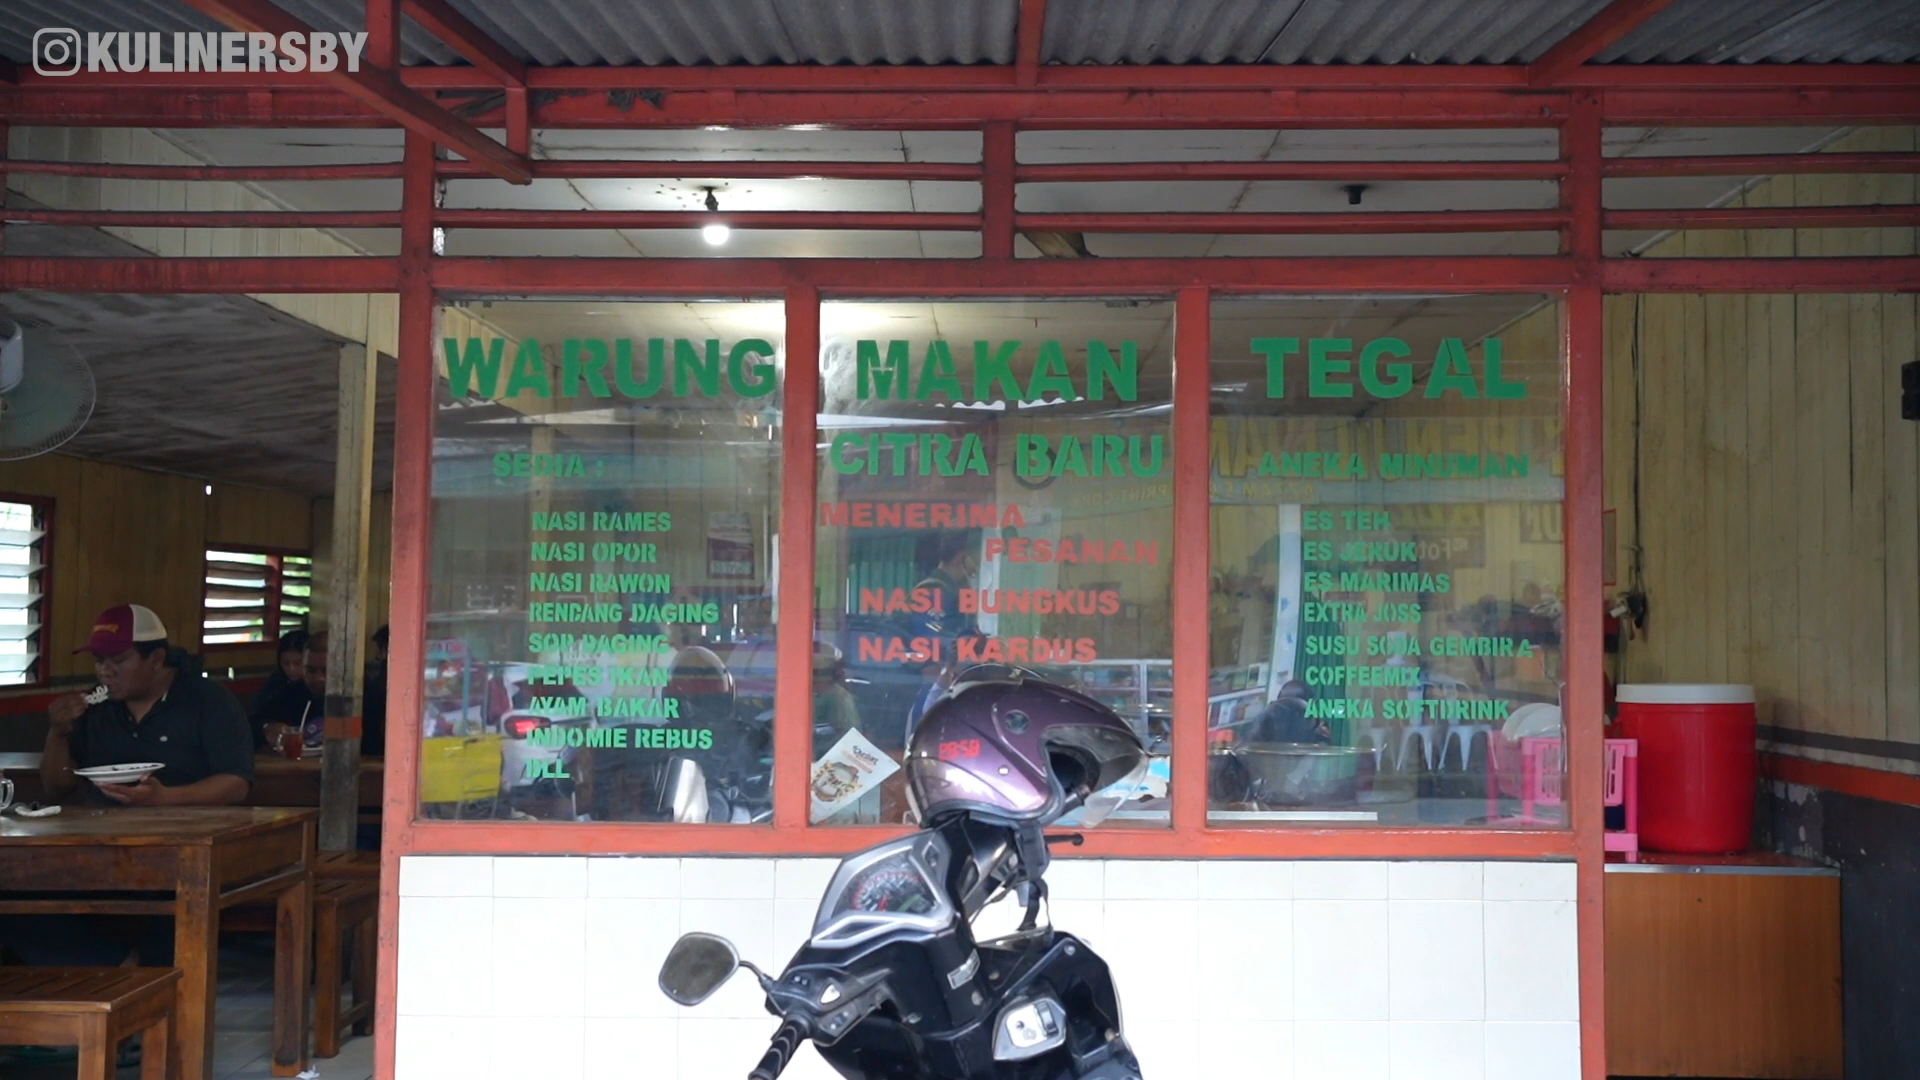 KULINERSBY
WARUNG MAKAN TEGAL
CITRA BARU
SEDIA :
NASI RAMES
NASI OPOR
NASI RAWON
RENDANG DAGING
SOP DAGING
PEPES IKAN
AYAM BAKAR
INDOMIE REBUS
DLL
MENERIMA
PESANAN
NASI BUNGKUS
NASI KARDUS
ANEKA MINUMAN
ES TEH
ES JERUK
ES MARIMAS
EXTRA JOSS
SUSU SODA GEMBIRA
COFFEEMIX
ANEKA SOFTDRINK